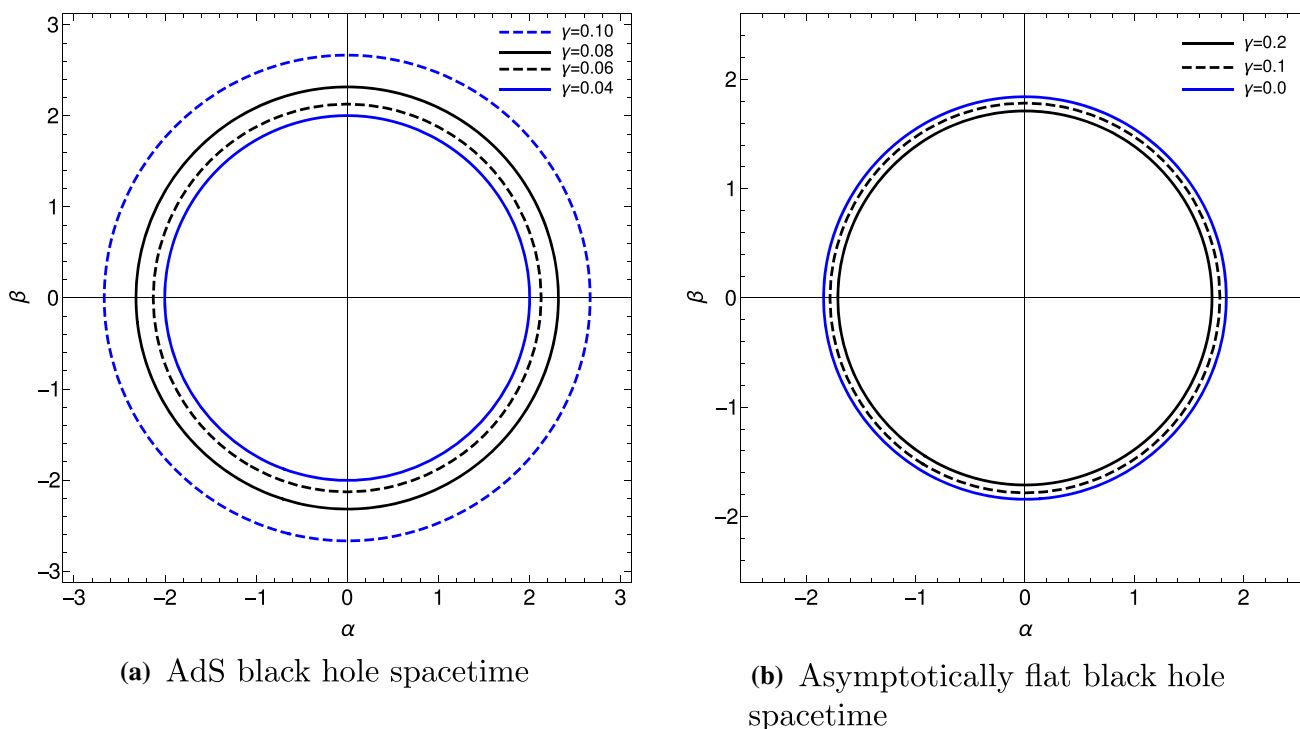 γ=0.10
γ=0.08
γ=0.06
γ=0.04
3
2
1
0
−1
−2
−3
β
−3 −2 −1 0 1 2 3
α
(a) AdS black hole spacetime
γ=0.2
γ=0.1
γ=0.0
2
1
0
−1
−2
β
−2 −1 0 1 2
α
(b) Asymptotically flat black hole
spacetime